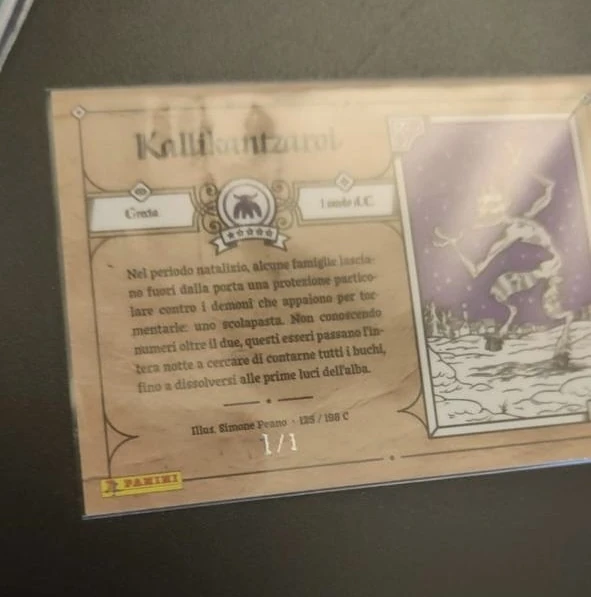 Kallikantzaroi
Grecia
I secolo d.C.
Nel periodo natalizio, alcune famiglie lascia-
no fuori dalla porta una protezione partico-
lare contro i demoni che appaiono per tor-
mentarle: uno scolapasta. Non conoscendo
numeri oltre il due, questi esseri passano l'in-
tera notte a cercare di contarne tutti i buchi,
fino a dissolversi alle prime luci dell'alba.
Illus. Simone Peano · 125 / 198 C
1/1
PANINI